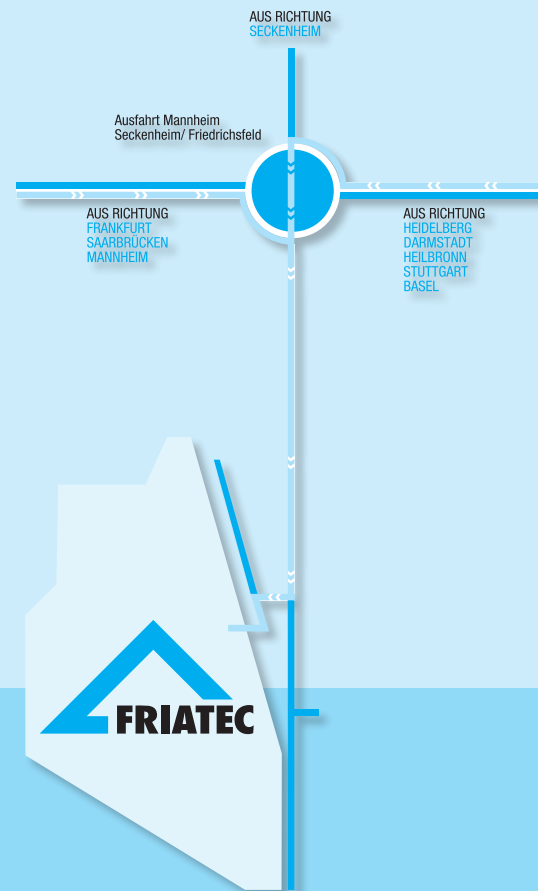 AUS RICHTUNG
SECKENHEIM
Ausfahrt Mannheim
Seckenheim/ Friedrichsfeld
AUS RICHTUNG
FRANKFURT
SAARBRÜCKEN
MANNHEIM
AUS RICHTUNG
HEIDELBERG
DARMSTADT
HEILBRONN
STUTTGART
BASEL
FRIATEC